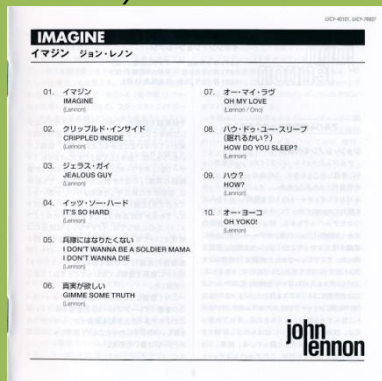 IMAGINE
イマジン ジョン・レノン
01. イマジン
IMAGINE
(Lennon)
02. クリップルド・インサイド
CRIPPLED INSIDE
(Lennon)
03. ジェラス・ガイ
JEALOUS GUY
(Lennon)
04. イッツ・ソー・ハード
IT'S SO HARD
(Lennon)
05. 兵隊にはなりたくない
I DON'T WANNA BE A SOLDIER MAMA
I DON'T WANNA DIE
(Lennon)
06. 真実が欲しい
GIMME SOME TRUTH
(Lennon)
07. オー・マイ・ラヴ
OH MY LOVE
(Lennon / Ono)
08. ハウ・ドゥ・ユー・スリープ
(眠れるかい?)
HOW DO YOU SLEEP?
(Lennon)
09. ハウ?
HOW?
(Lennon)
10. オー・ヨーコ
OH YOKO!
(Lennon)
john
lennon